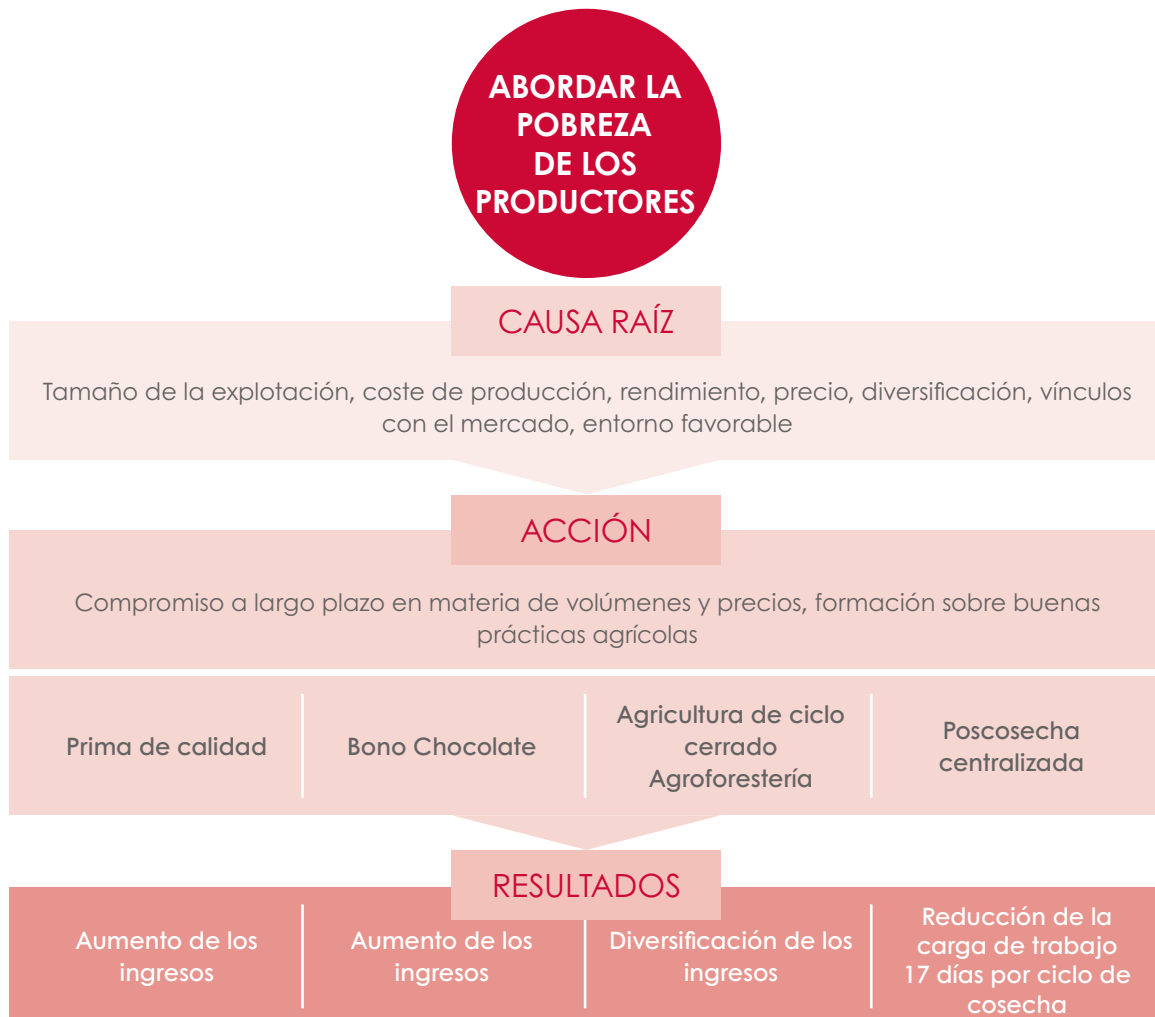 ABORDAR LA
POBREZA
DE LOS
PRODUCTORES
CAUSA RAÍZ
Tamaño de la explotación, coste de producción, rendimiento, precio, diversificación, vínculos
con el mercado, entorno favorable
ACCIÓN
Compromiso a largo plazo en materia de volúmenes y precios, formación sobre buenas
prácticas agrícolas
Prima de calidad
Bono Chocolate
Agricultura de ciclo
cerrado
Agroforestería
Poscosecha
centralizada
RESULTADOS
Aumento de los
ingresos
Aumento de los
ingresos
Diversificación de los
ingresos
Reducción de la
carga de trabajo
17 días por ciclo de
cosecha